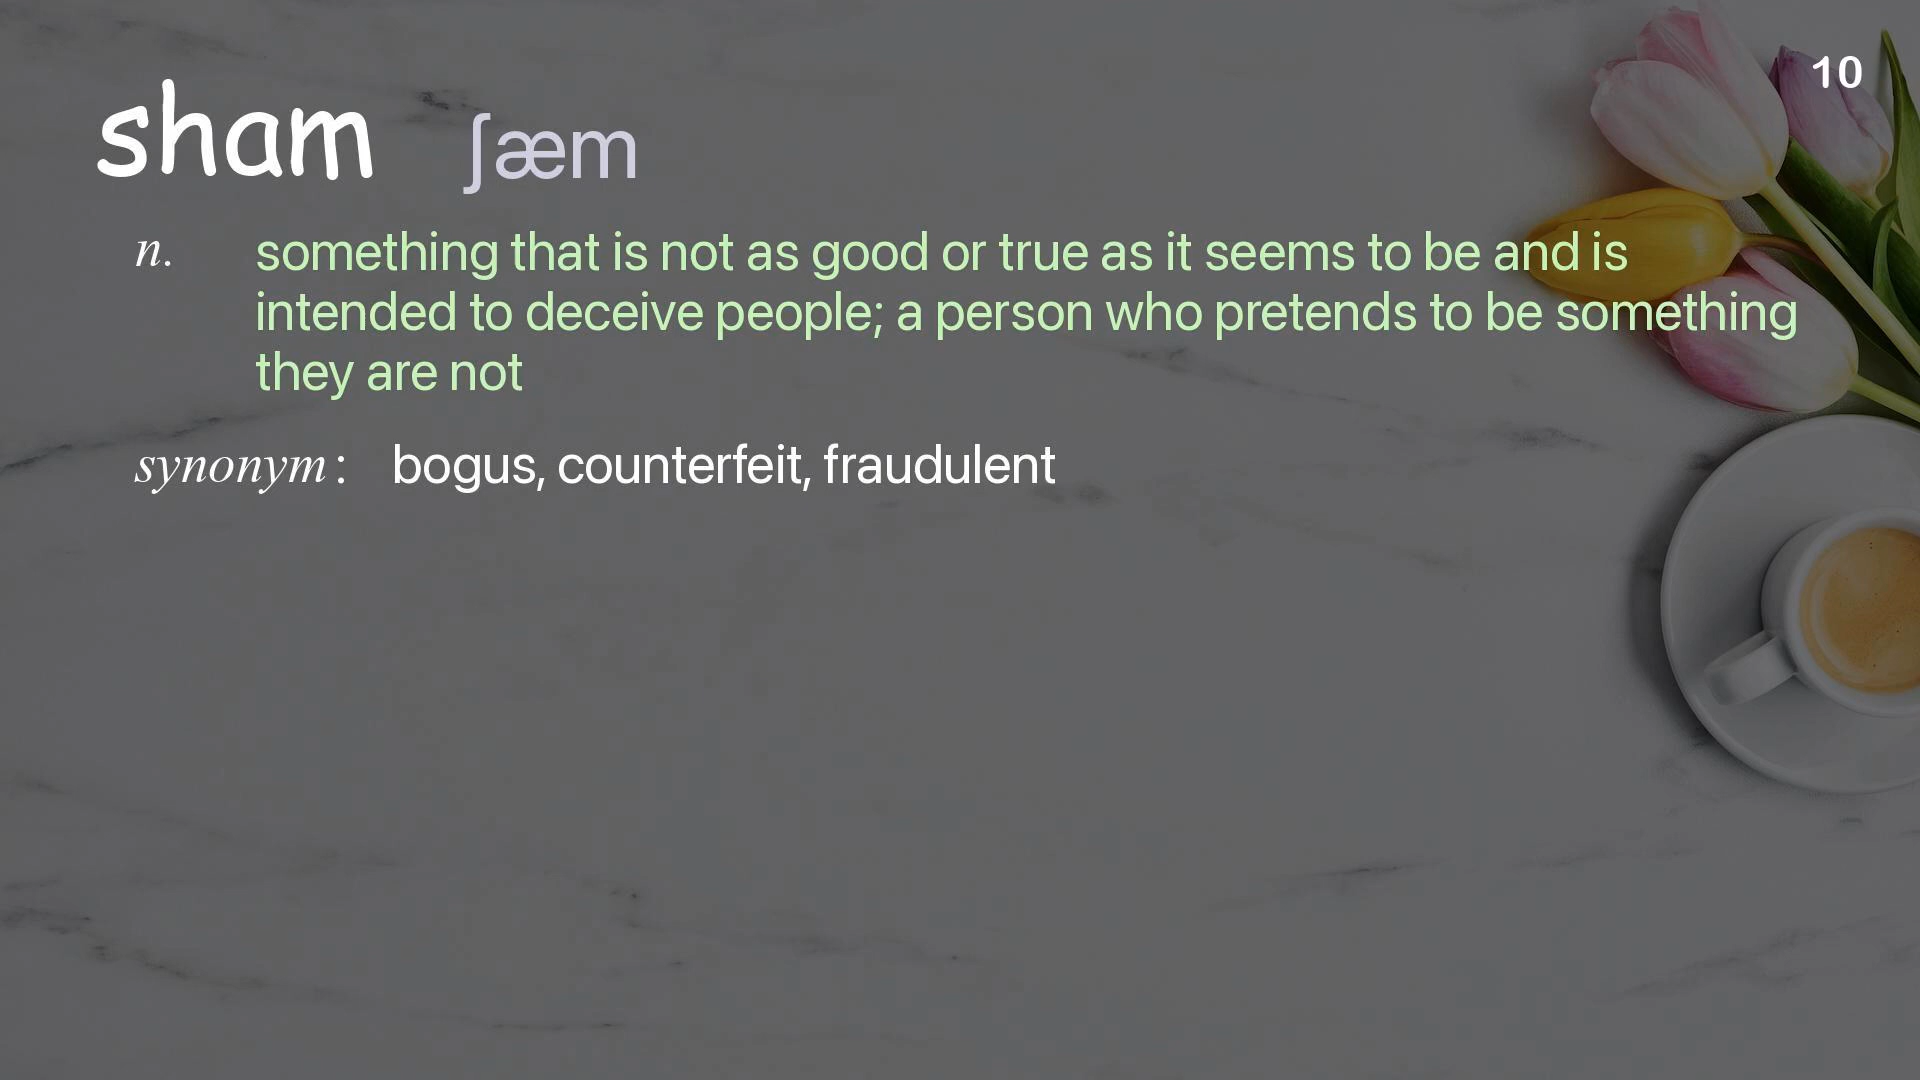 10
sham ʃæm
n. something that is not as good or true as it seems to be and is
intended to deceive people; a person who pretends to be something
they are not
synonym : bogus, counterfeit, fraudulent